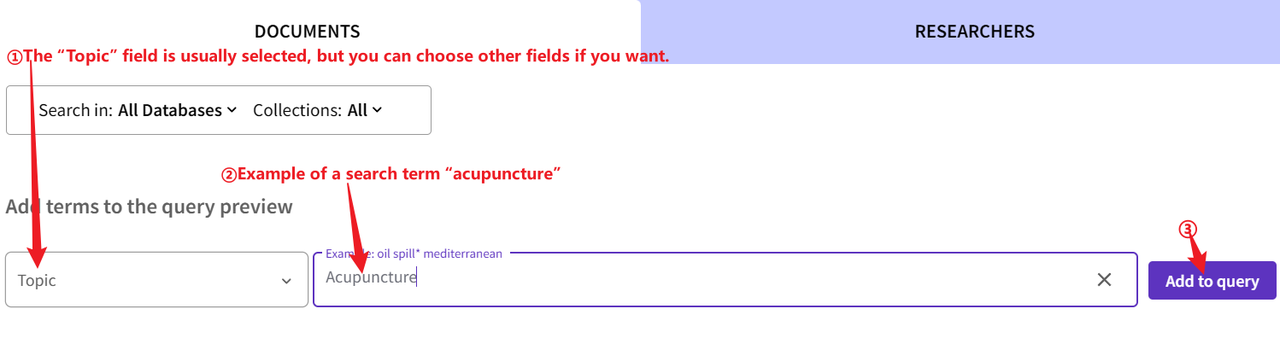 DOCUMENTS
RESEARCHERS
①The “Topic” field is usually selected, but you can choose other fields if you want.
Search in: All Databases Collections: All
②Example of a search term “acupuncture”
Add terms to the query preview
③
Example: oil spill* mediterranean
Topic
Acupuncture
Add to query